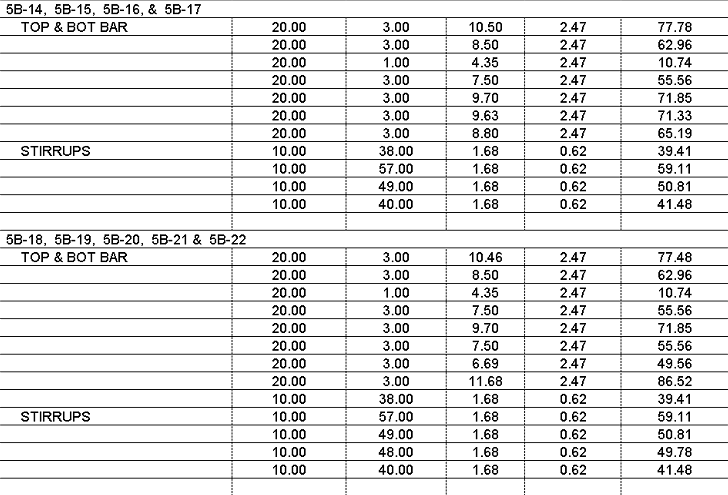 5B-14, 5B-15, 5B-16, & 5B-17
TOP & BOT BAR 20.00 3.00 10.50 2.47 77.78
20.00 3.00 8.50 2.47 62.96
20.00 1.00 4.35 2.47 10.74
20.00 3.00 7.50 2.47 55.56
20.00 3.00 9.70 2.47 71.85
20.00 3.00 9.63 2.47 71.33
20.00 3.00 8.80 2.47 65.19
STIRRUPS 10.00 38.00 1.68 0.62 39.41
10.00 57.00 1.68 0.62 59.11
10.00 49.00 1.68 0.62 50.81
10.00 40.00 1.68 0.62 41.48
5B-18, 5B-19, 5B-20, 5B-21 & 5B-22
TOP & BOT BAR 20.00 3.00 10.46 2.47 77.48
20.00 3.00 8.50 2.47 62.96
20.00 1.00 4.35 2.47 10.74
20.00 3.00 7.50 2.47 55.56
20.00 3.00 9.70 2.47 71.85
20.00 3.00 7.50 2.47 55.56
20.00 3.00 6.69 2.47 49.56
20.00 3.00 11.68 2.47 86.52
10.00 38.00 1.68 0.62 39.41
STIRRUPS 10.00 57.00 1.68 0.62 59.11
10.00 49.00 1.68 0.62 50.81
10.00 48.00 1.68 0.62 49.78
10.00 40.00 1.68 0.62 41.48